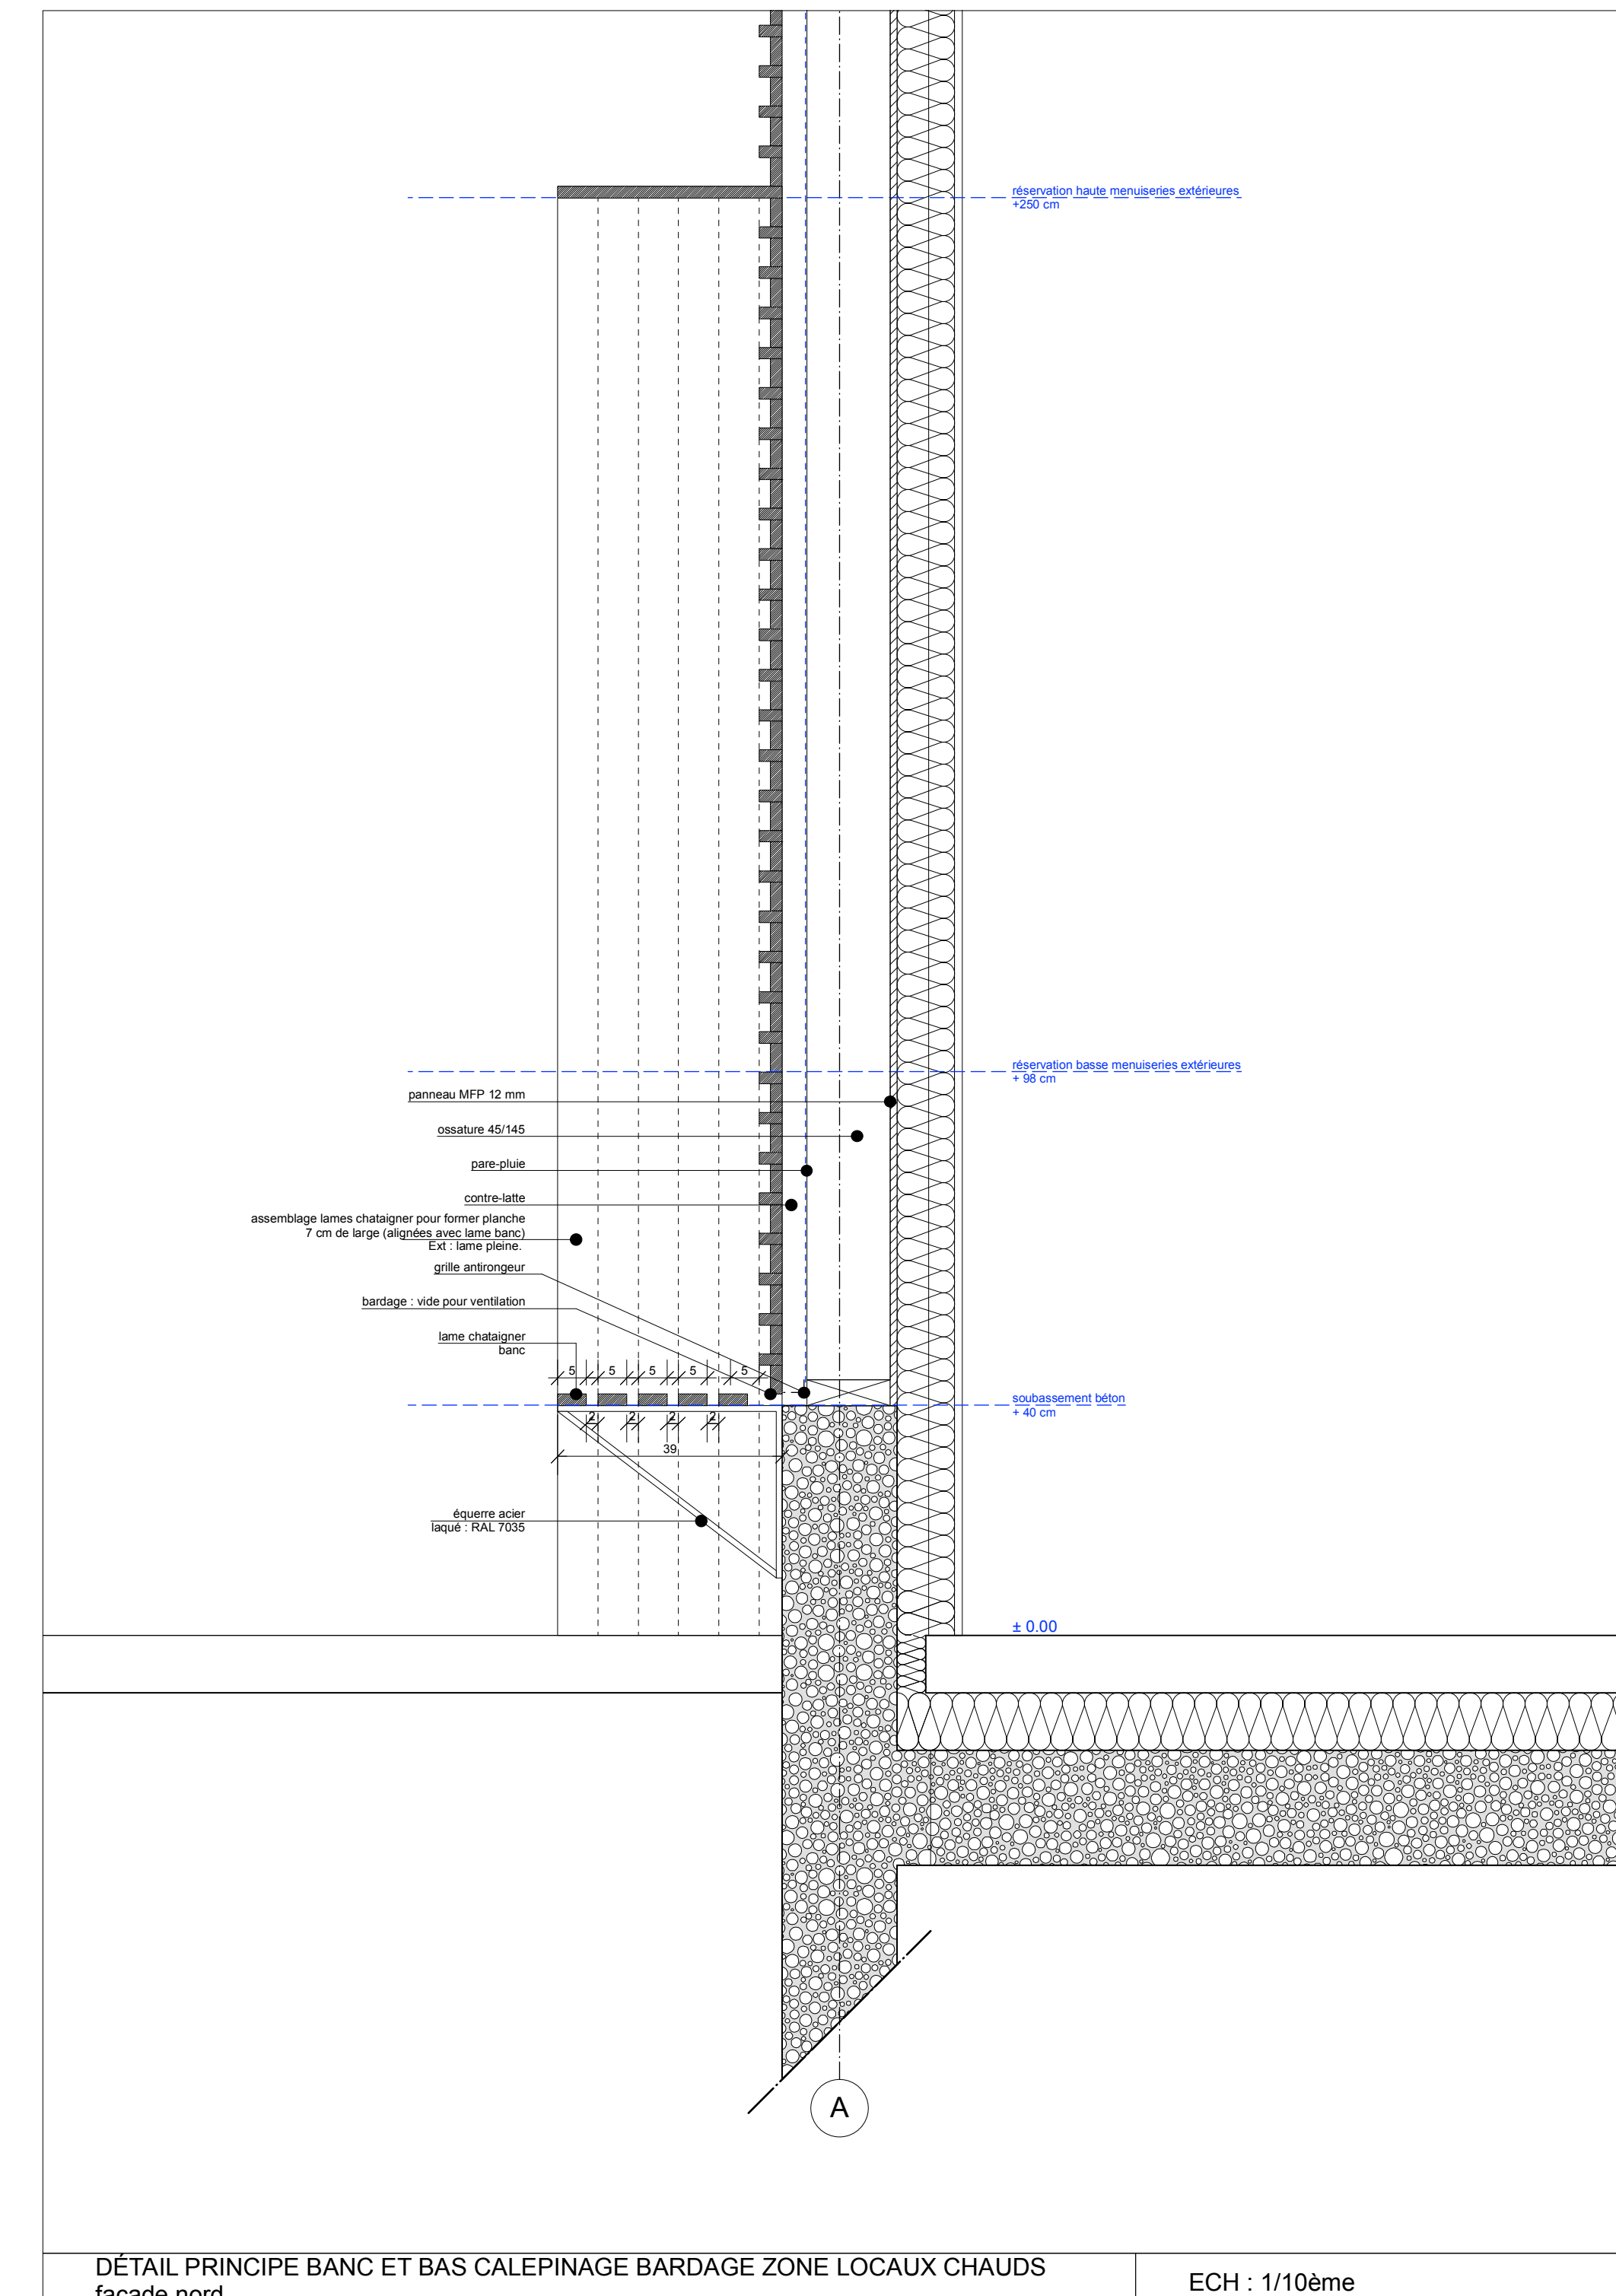 réservation haute menuiseries extérieures
+250 cm
réservation basse menuiseries extérieures
+ 98 cm
panneau MFP 12 mm
ossature 45/145
pare-pluie
contre-latte
assemblage lames chataigner pour former planche
7 cm de large (alignées avec lame banc)
Ext : lame pleine.
grille antirongeur
bardage : vide pour ventilation
lame chataigner
banc
5 5 5 5 5
soubassement béton
+ 40 cm
2 2 2 2
39
équerre acier
laqué : RAL 7035
± 0.00
A
DÉTAIL PRINCIPE BANC ET BAS CALEPINAGE BARDAGE ZONE LOCAUX CHAUDS
façade nord
ECH : 1/10ème